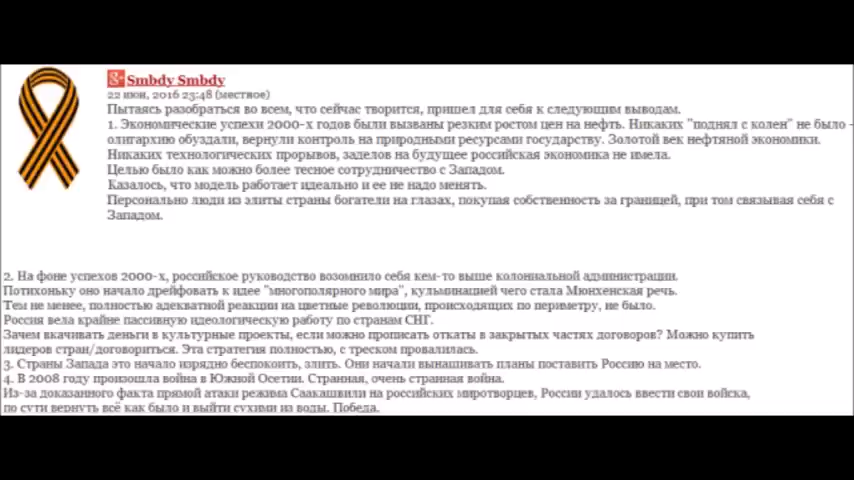 Smbdy Smbdy
22 июн, 2016 23:48 (местное)
Пытаясь разобраться во всем, что сейчас творится, пришел для себя к следующим выводам.
1. Экономические успехи 2000-х годов были вызваны резким ростом цен на нефть. Никаких "поднял с колен" не было -
олигархию обуздали, вернули контроль на природными ресурсами государству. Золотой век нефтяной экономики.
Никаких технологических прорывов, заделов на будущее российская экономика не имела.
Целью было как можно более тесное сотрудничество с Западом.
Казалось, что модель работает идеально и ее не надо менять.
Персонально люди из элиты страны богатели на глазах, покупая собственность за границей, при том связывая себя с
Западом.
2. На фоне успехов 2000-х, российское руководство возомнило себя кем-то выше колониальной администрации.
Потихоньку оно начало дрейфовать к идее "многополярного мира", кульминацией чего стала Мюнхенская речь.
Тем не менее, полностью адекватной реакции на цветные революции, происходящих по периметру, не было.
Россия вела крайне пассивную идеологическую работу по странам СНГ.
Зачем вкачивать деньги в культурные проекты, если можно прописать откаты в закрытых частях договоров? Можно купить
лидеров стран/договориться. Эта стратегия полностью, с треском провалилась.
3. Страны Запада это начало изрядно беспокоить, злить. Они начали вынашивать планы поставить Россию на место.
4. В 2008 году произошла война в Южной Осетии. Странная, очень странная война.
Из-за доказанного факта прямой атаки режима Саакашвили на российских миротворцев, России удалось ввести свои войска,
по сути вернуть всё как было и выйти сухими из воды. Победа.